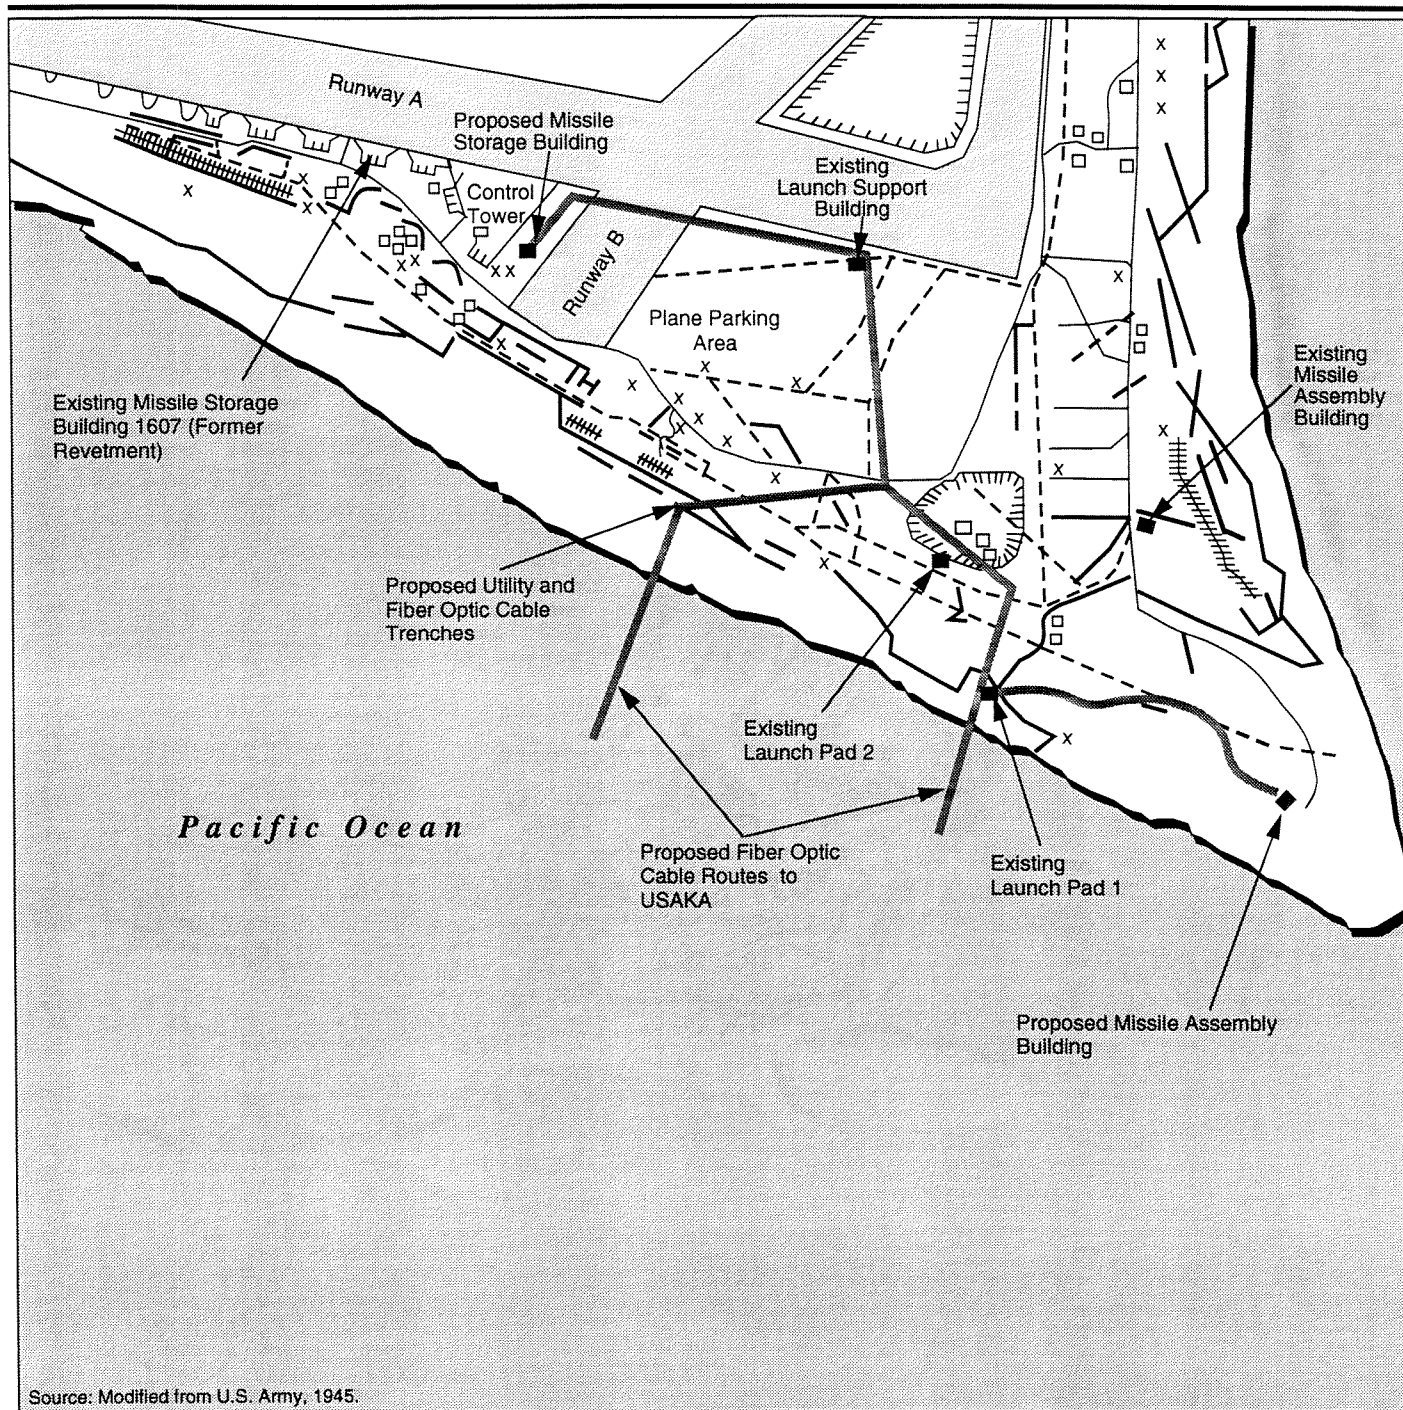 Runway A
Proposed Missile
Storage Building
Existing
Launch Support
Building
Control
Tower
Runway B
Plane Parking
Area
Existing
Missile
Assembly
Building
Existing Missile Storage
Building 1607 (Former
Revetment)
Proposed Utility and
Fiber Optic Cable
Trenches
Existing
Launch Pad 2
Pacific Ocean
Proposed Fiber Optic
Cable Routes to
USAKA
Existing
Launch Pad 1
Proposed Missile Assembly
Building
Source: Modified from U.S. Army, 1945.